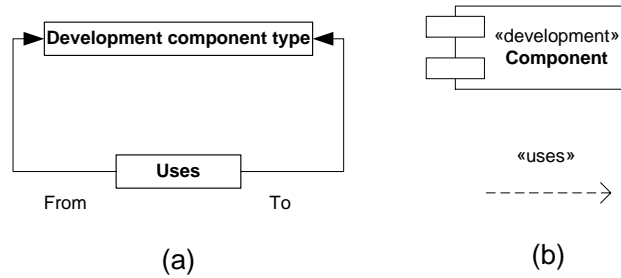 Development component type
Uses
From
To
(a)
«development»
Component
«uses»
(b)